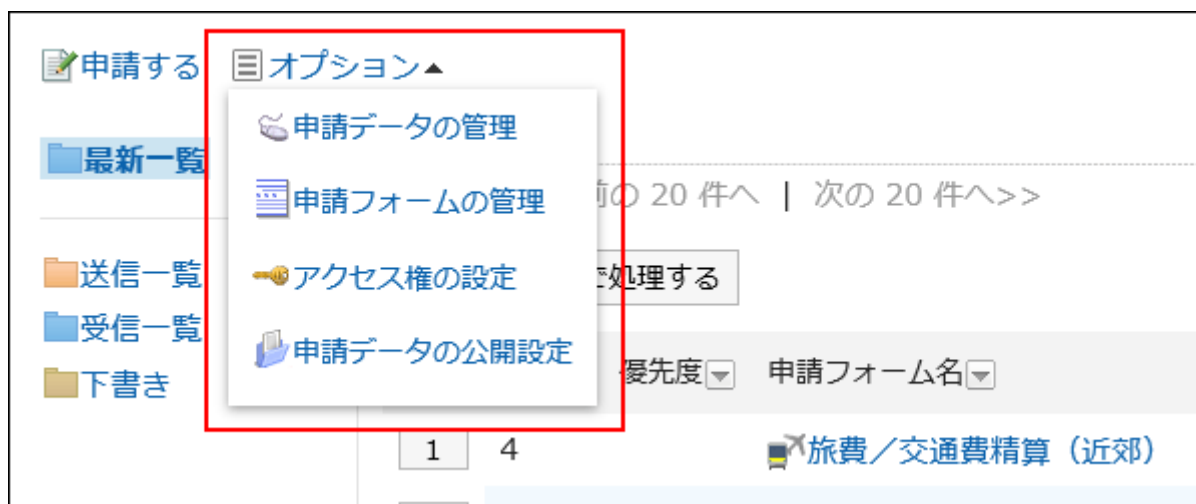 申請する オプション▲
申請データの管理
最新一覧
申請フォームの管理
の 20 件へ | 次の 20 件へ>>
送信一覧
アクセス権の設定
処理する
受信一覧
申請データの公開設定
優先度 申請フォーム名
下書き
1 4 旅費／交通費精算（近郊）